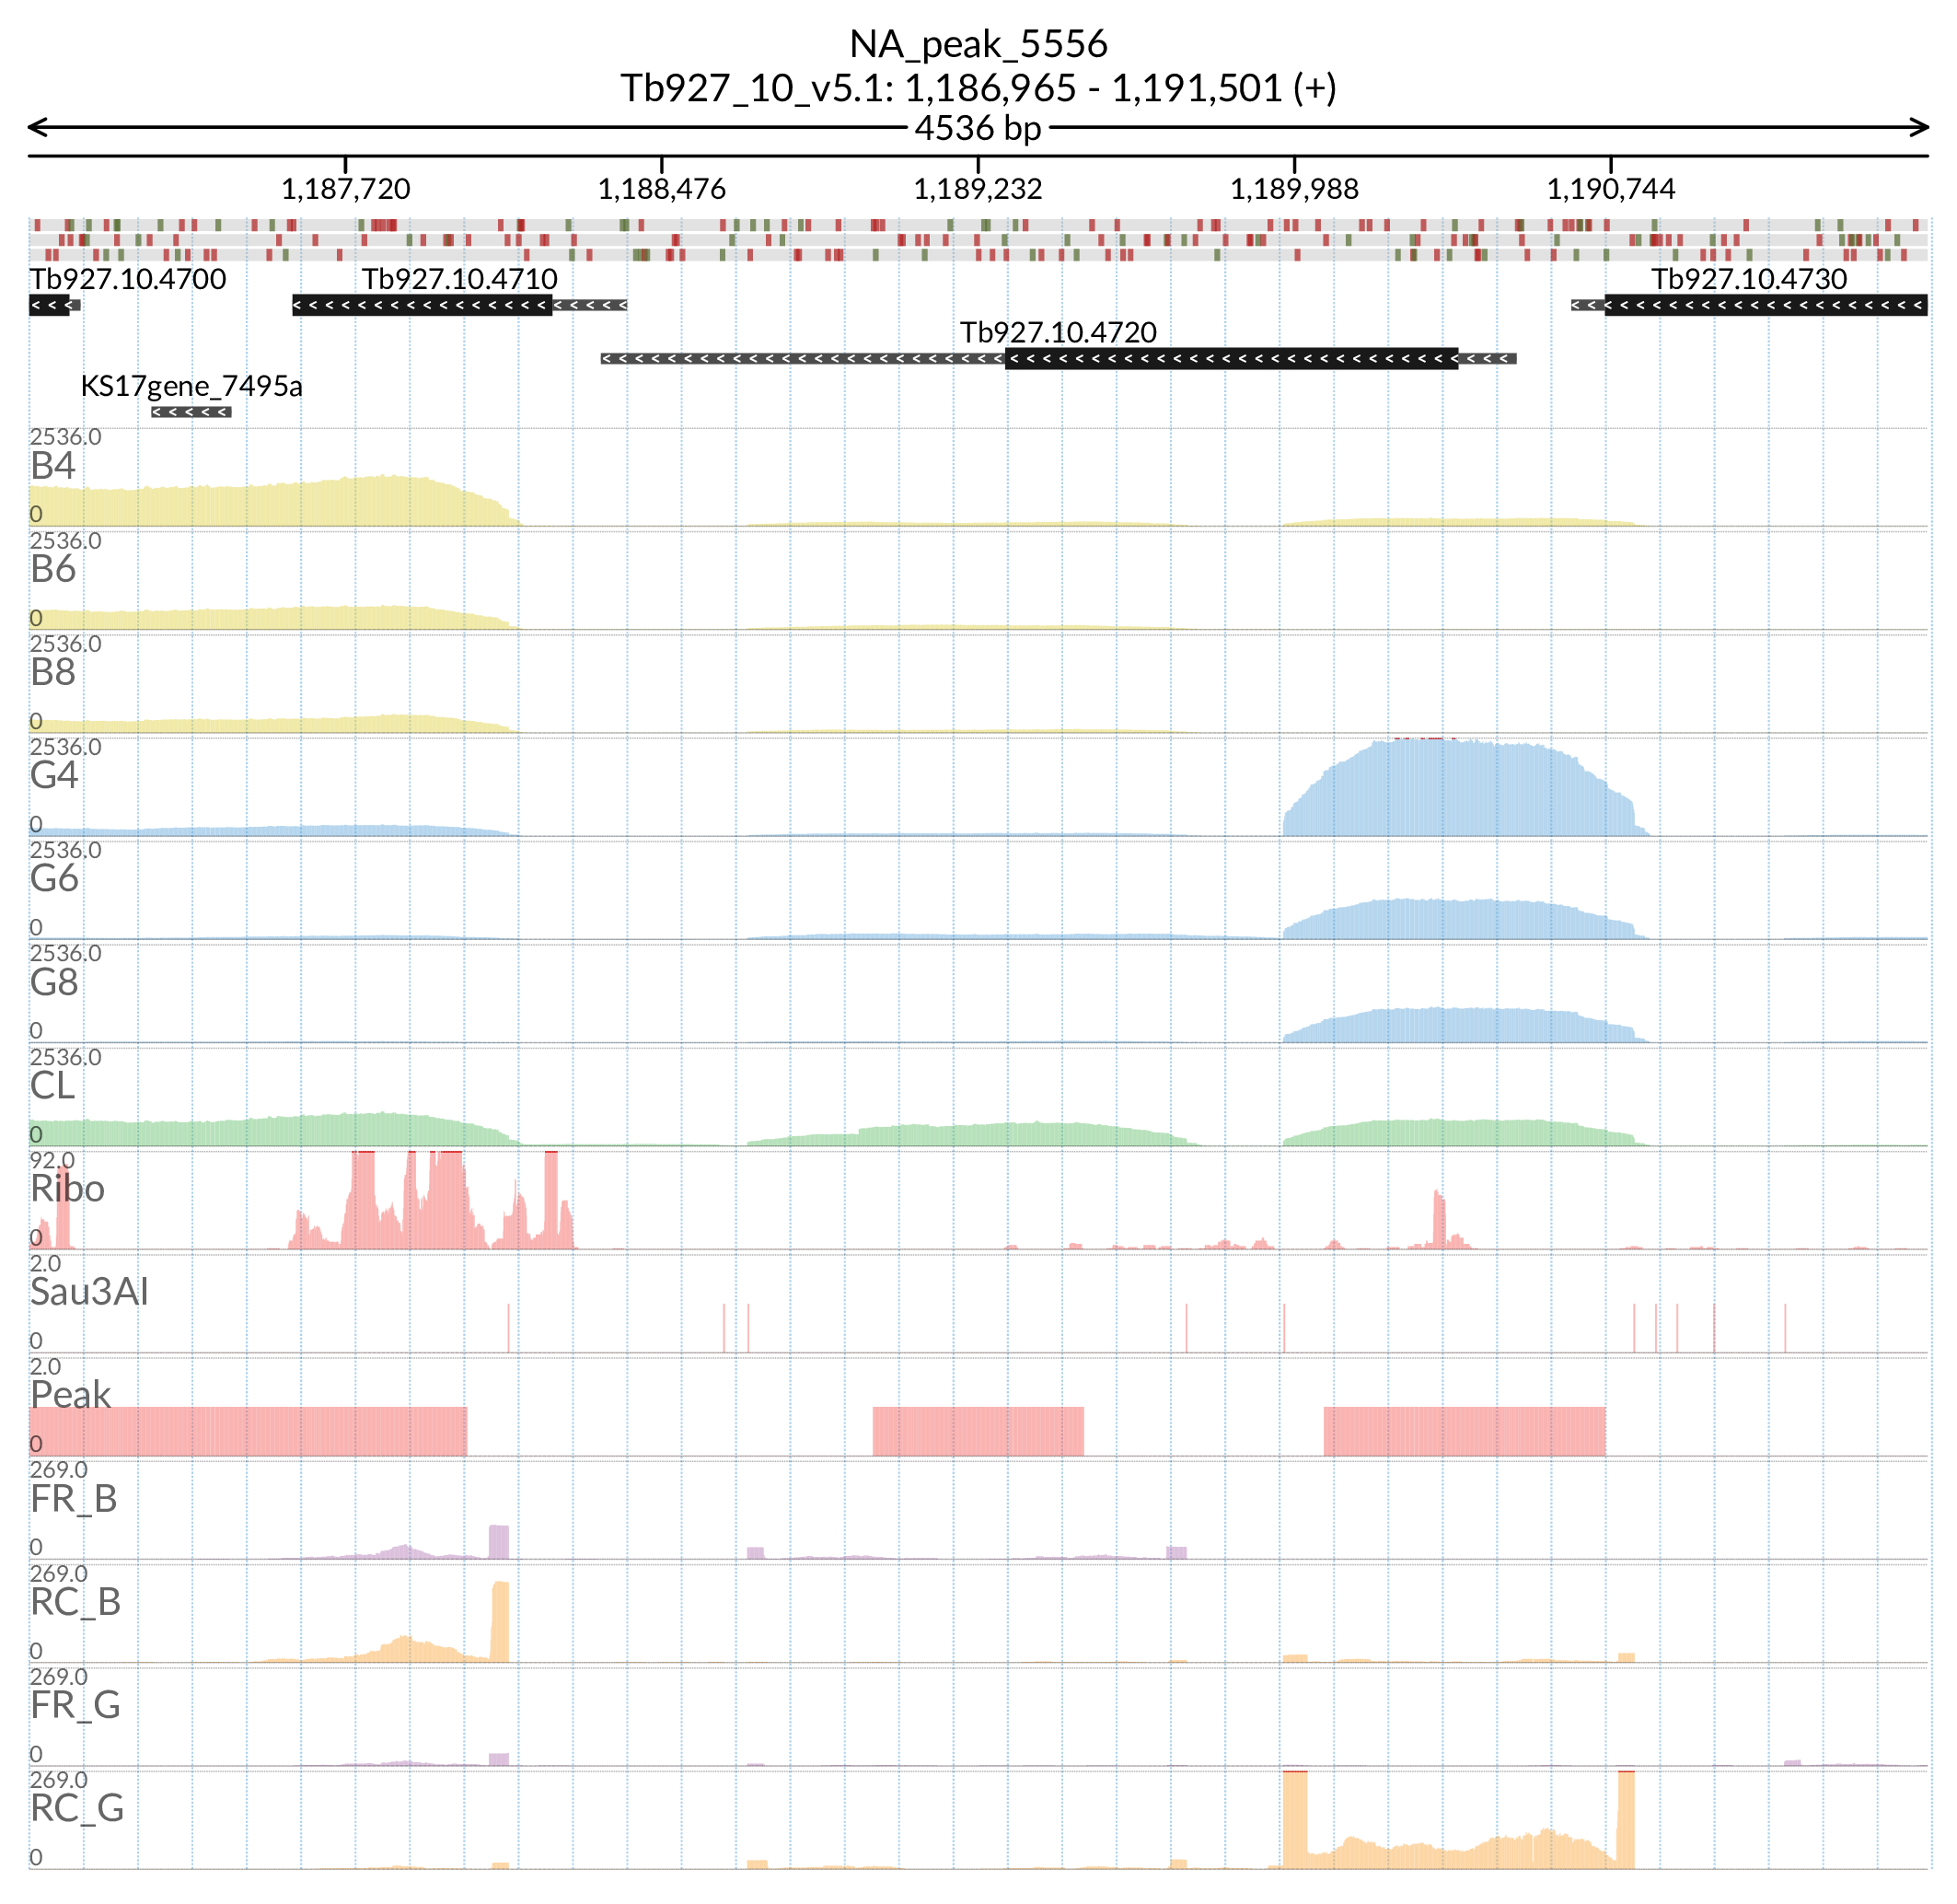 NA_peak_5556
Tb927_10_v5.1: 1,186,965 - 1,191,501 (+)
4536 bp
1,187,720 1,188,476 1,189,232 1,189,988 1,190,744
Tb927.10.4700 Tb927.10.4710 Tb927.10.4730
Tb927.10.4720
KS17gene_7495a
2536.0
B4
0
2536.0
B6
0
2536.0
B8
0
2536.0
G4
0
2536.0
G6
0
2536.0
G8
0
2536.0
CL
0
92.0
Ribo
0
2.0
Sau3AI
0
2.0
Peak
0
269.0
FR_B
0
269.0
RC_B
0
269.0
FR_G
0
269.0
RC_G
0